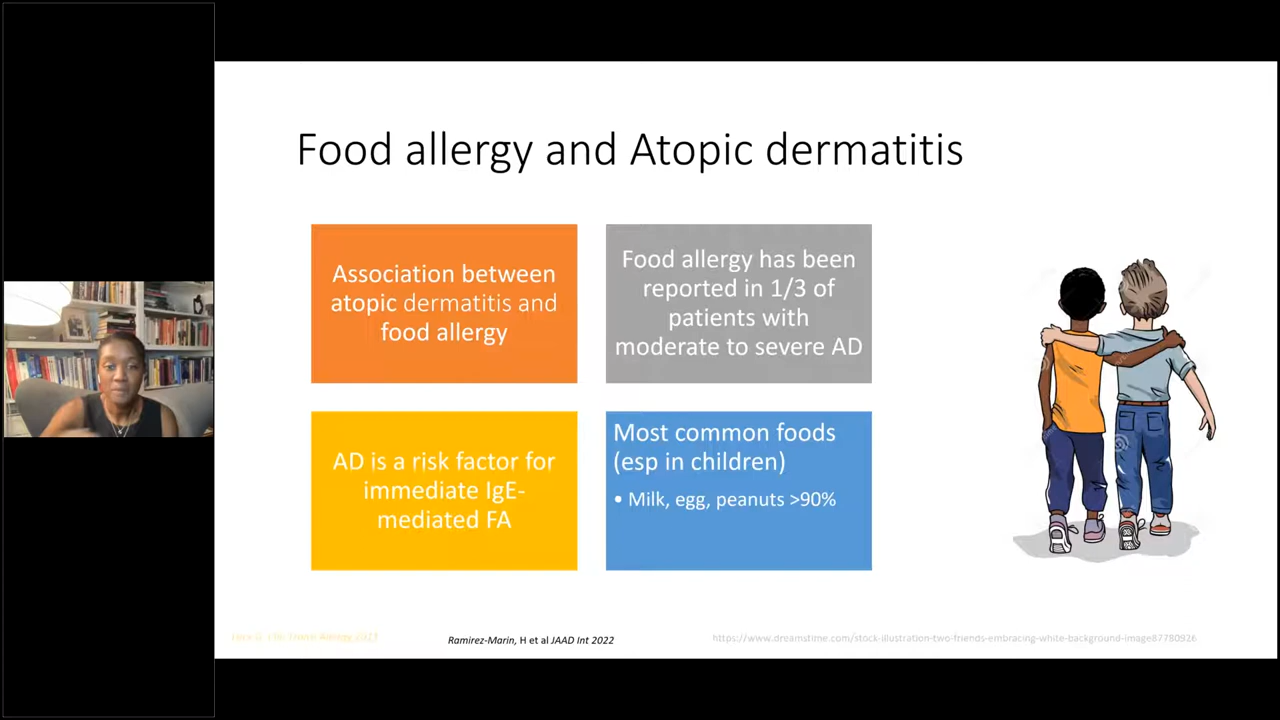 Food allergy and Atopic dermatitis
Association between
atopic dermatitis and
food allergy
Food allergy has been
reported in 1/3 of
patients with
moderate to severe AD
AD is a risk factor for
immediate IgE-
mediated FA
Most common foods
(esp in children)
• Milk, egg, peanuts >90%
Allergy 2021
Ramirez-Marin, H et al JAAD Int 2022
https://www.dreamstime.com/stock-illustration-two-friends-embracing-white-background-image87780926